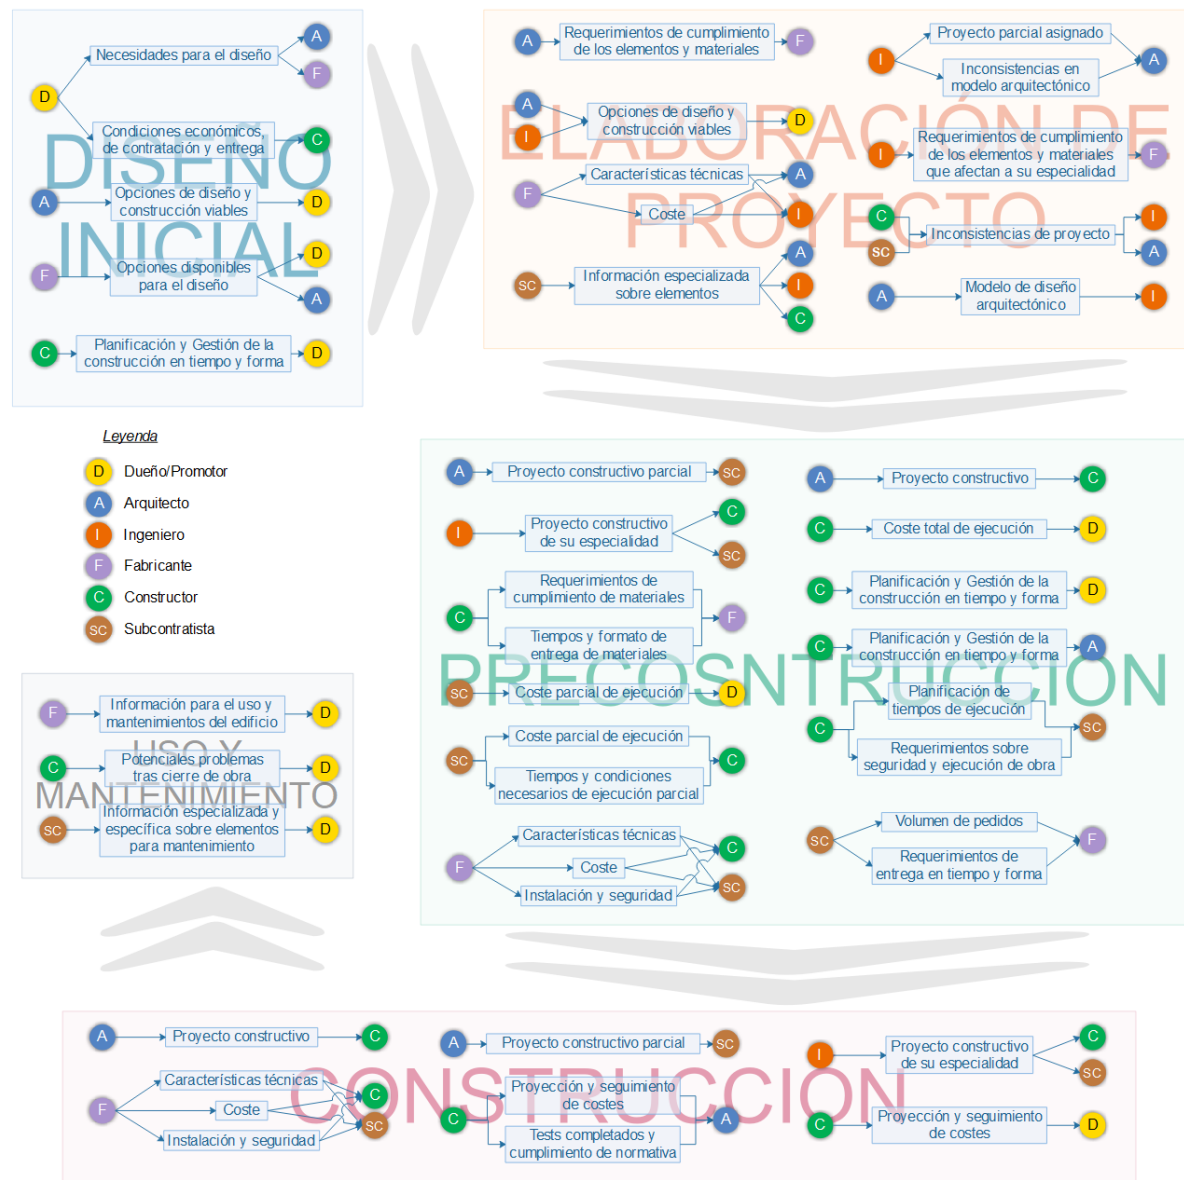 DISEÑO
INICIAL
D
Necesidades para el diseño
A
F
Condiciones económicos,
de contratación y entrega
C
A
Opciones de diseño y
construcción viables
D
F
Opciones disponibles
para el diseño
D
A
C
Planificación y Gestión de la
construcción en tiempo y forma
D
ELABORACIÓN DE
PROYECTO
A
Requerimientos de cumplimiento
de los elementos y materiales
F
A
I
Opciones de diseño y
construcción viables
D
F
Características técnicas
Coste
A
I
SC
Información especializada
sobre elementos
A
I
C
I
Proyecto parcial asignado
Inconsistencias en
modelo arquitectónico
A
I
Requerimientos de cumplimiento
de los elementos y materiales
que afectan a su especialidad
F
C
SC
Inconsistencias de proyecto
I
A
A
Modelo de diseño
arquitectónico
I
Leyenda
D Dueño/Promotor
A Arquitecto
I Ingeniero
F Fabricante
C Constructor
SC Subcontratista
PRECOSNTRUCCION
A
Proyecto constructivo parcial
SC
I
Proyecto constructivo
de su especialidad
C
SC
C
Requerimientos de
cumplimiento de materiales
Tiempos y formato de
entrega de materiales
F
SC
Coste parcial de ejecución
D
SC
Coste parcial de ejecución
Tiempos y condiciones
necesarios de ejecución parcial
C
F
Características técnicas
Coste
Instalación y seguridad
C
SC
A
Proyecto constructivo
C
C
Coste total de ejecución
D
C
Planificación y Gestión de la
construcción en tiempo y forma
D
C
Planificación y Gestión de la
construcción en tiempo y forma
A
C
Planificación de
tiempos de ejecución
Requerimientos sobre
seguridad y ejecución de obra
SC
SC
Volumen de pedidos
Requerimientos de
entrega en tiempo y forma
F
USO Y
MANTENIMIENTO
F
Información para el uso y
mantenimientos del edificio
D
C
Potenciales problemas
tras cierre de obra
D
SC
Información especializada y
específica sobre elementos
para mantenimiento
D
CONSTRUCCION
A
Proyecto constructivo
C
F
Características técnicas
Coste
Instalación y seguridad
C
SC
A
Proyecto constructivo parcial
SC
C
Proyección y seguimiento
de costes
Tests completados y
cumplimiento de normativa
A
I
Proyecto constructivo
de su especialidad
C
SC
C
Proyección y seguimiento
de costes
D